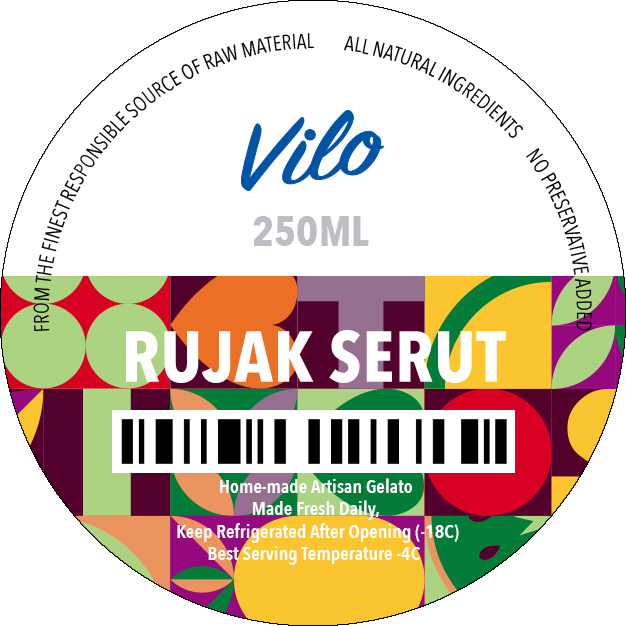 FROM THE FINEST RESPONSIBLE SOURCE OF RAW MATERIAL
ALL NATURAL INGREDIENTS
NO PRESERVATIVE ADDED
Vilo
250ML
RUJAK SERUT
Home-made Artisan Gelato
Made Fresh Daily,
Keep Refrigerated After Opening (-18C)
Best Serving Temperature -4C